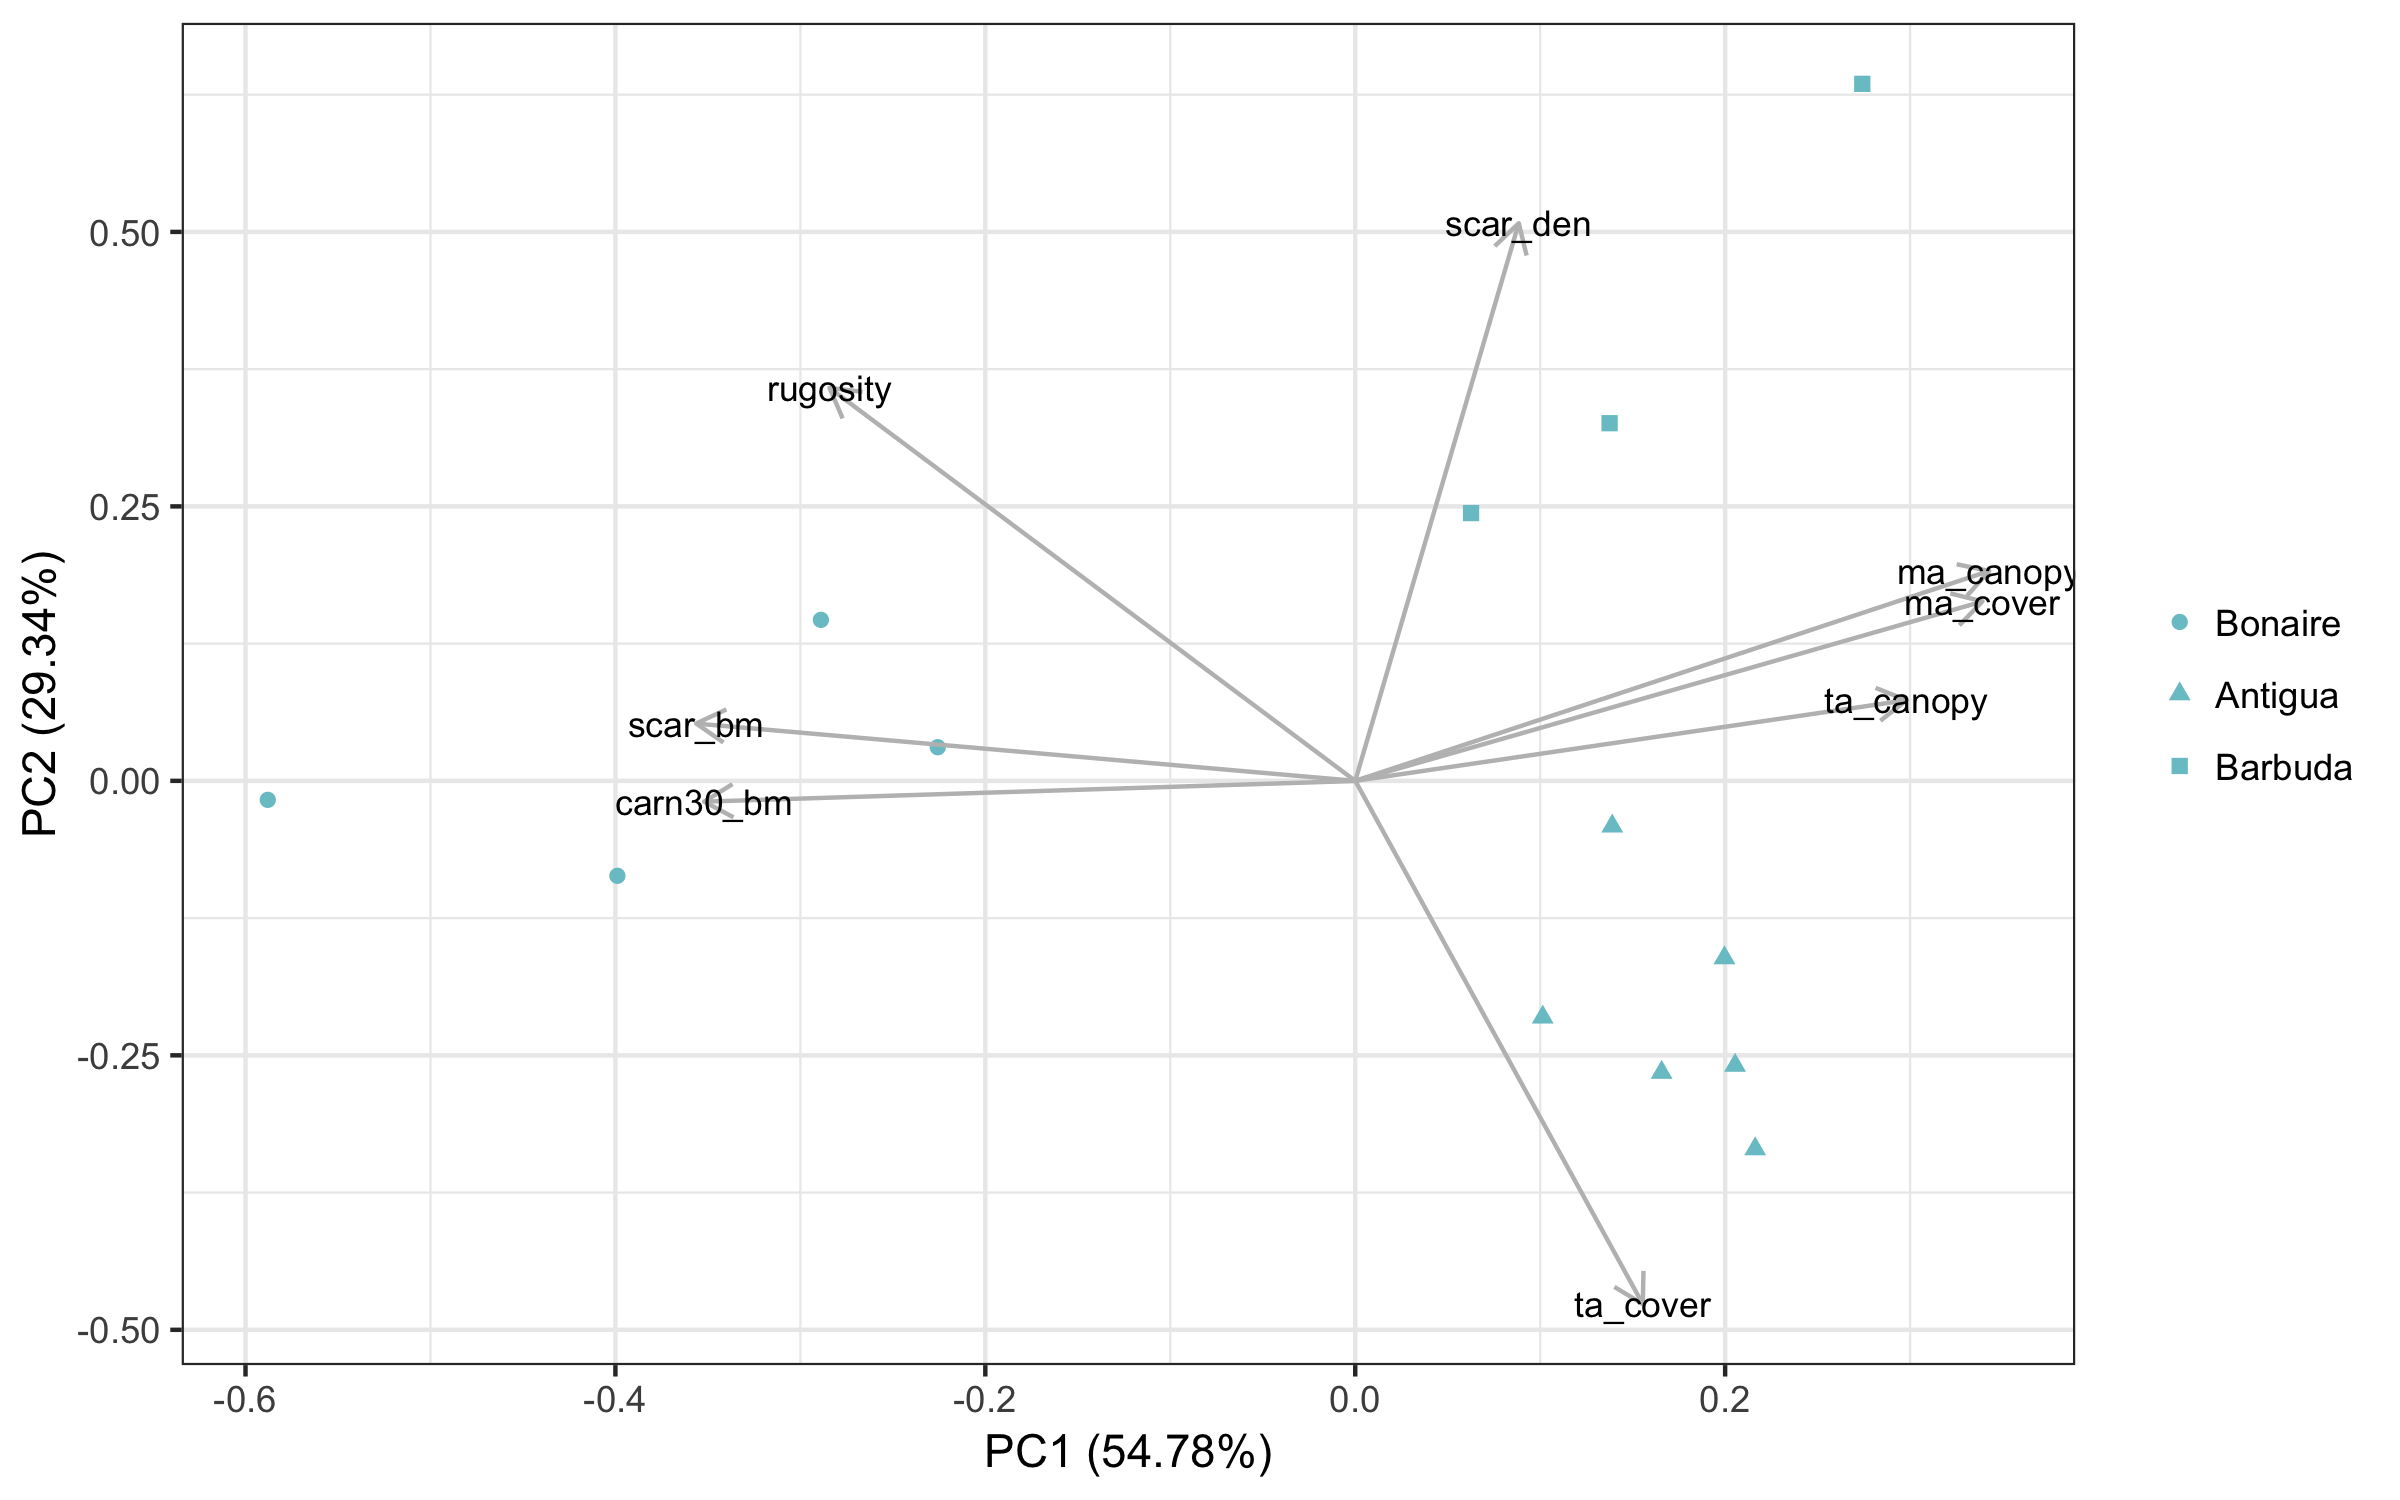 scar_den
rugosity
ma_canopy
ma_cover
ta_canopy
scar_bm
carn30_bm
ta_cover
0.50
0.25
0.00
-0.25
-0.50
PC2 (29.34%)
-0.6
-0.4
-0.2
0.0
0.2
PC1 (54.78%)
Bonaire
Antigua
Barbuda